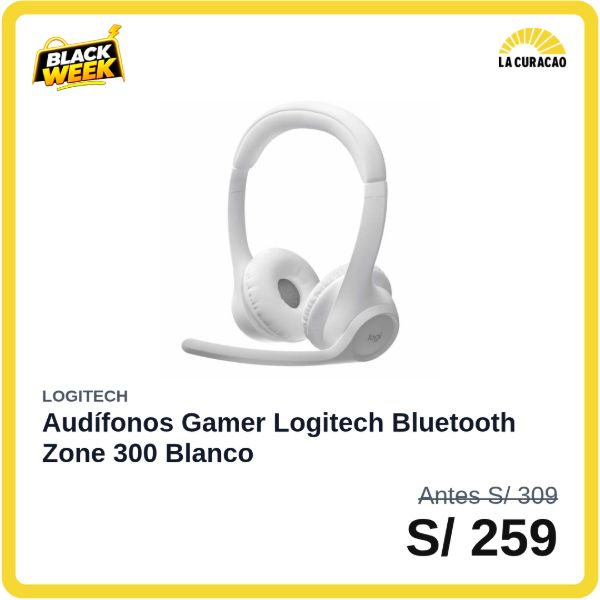 BLACK
WEEK
LA CURACAO
logi
LOGITECH
Audífonos Gamer Logitech Bluetooth
Zone 300 Blanco
Antes S/ 309
S/ 259